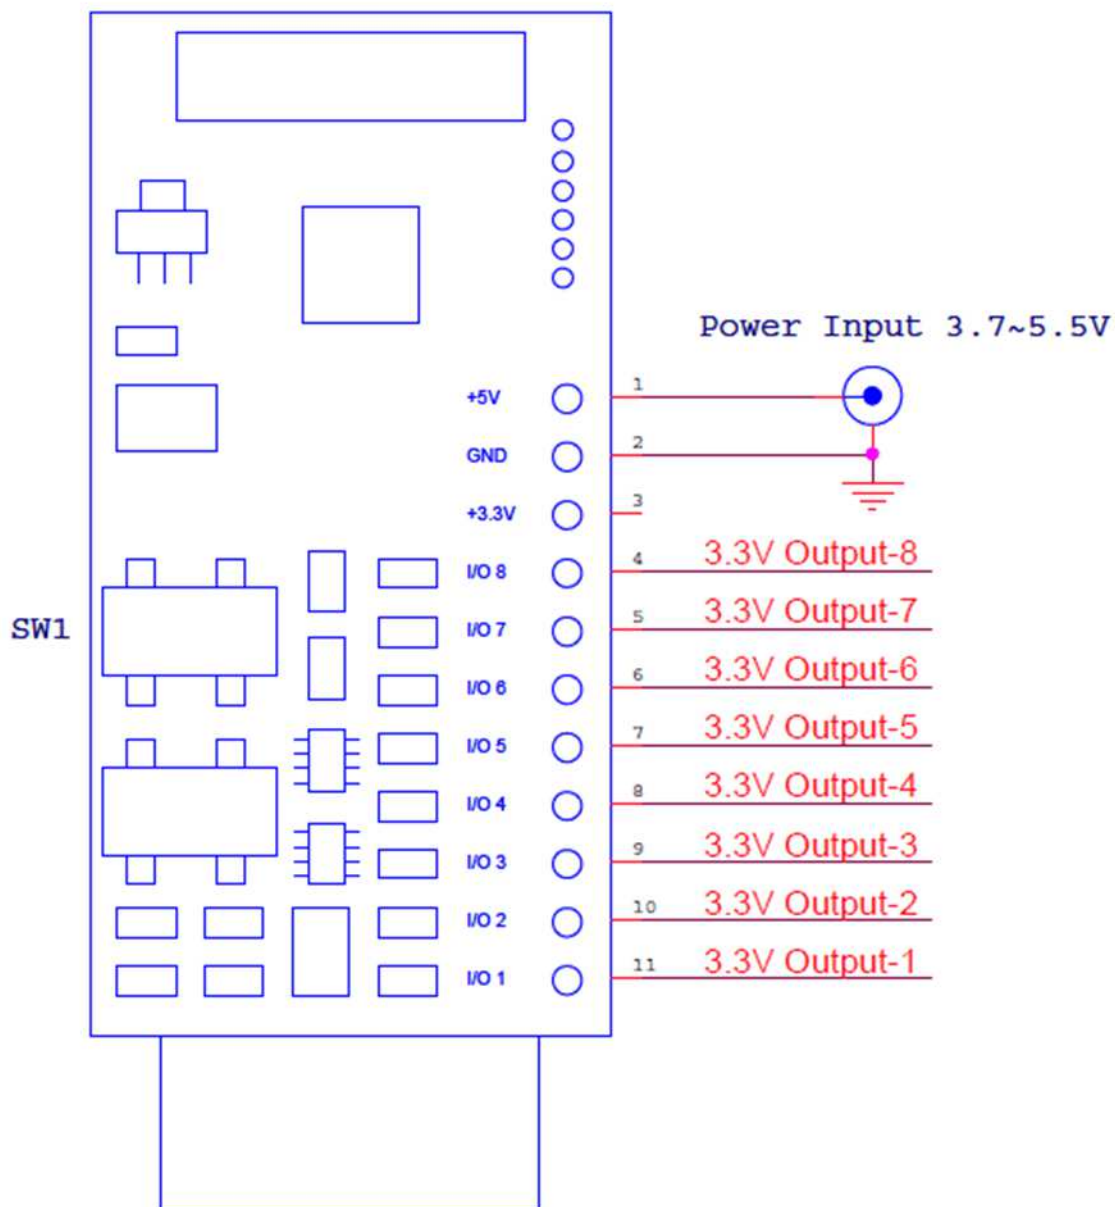 Power Input 3.7~5.5V
+5V 1
GND 2
+3.3V 3
I/O 8 4 3.3V Output-8
SW1
I/O 7 5 3.3V Output-7
I/O 6 6 3.3V Output-6
I/O 5 7 3.3V Output-5
I/O 4 8 3.3V Output-4
I/O 3 9 3.3V Output-3
I/O 2 10 3.3V Output-2
I/O 1 11 3.3V Output-1